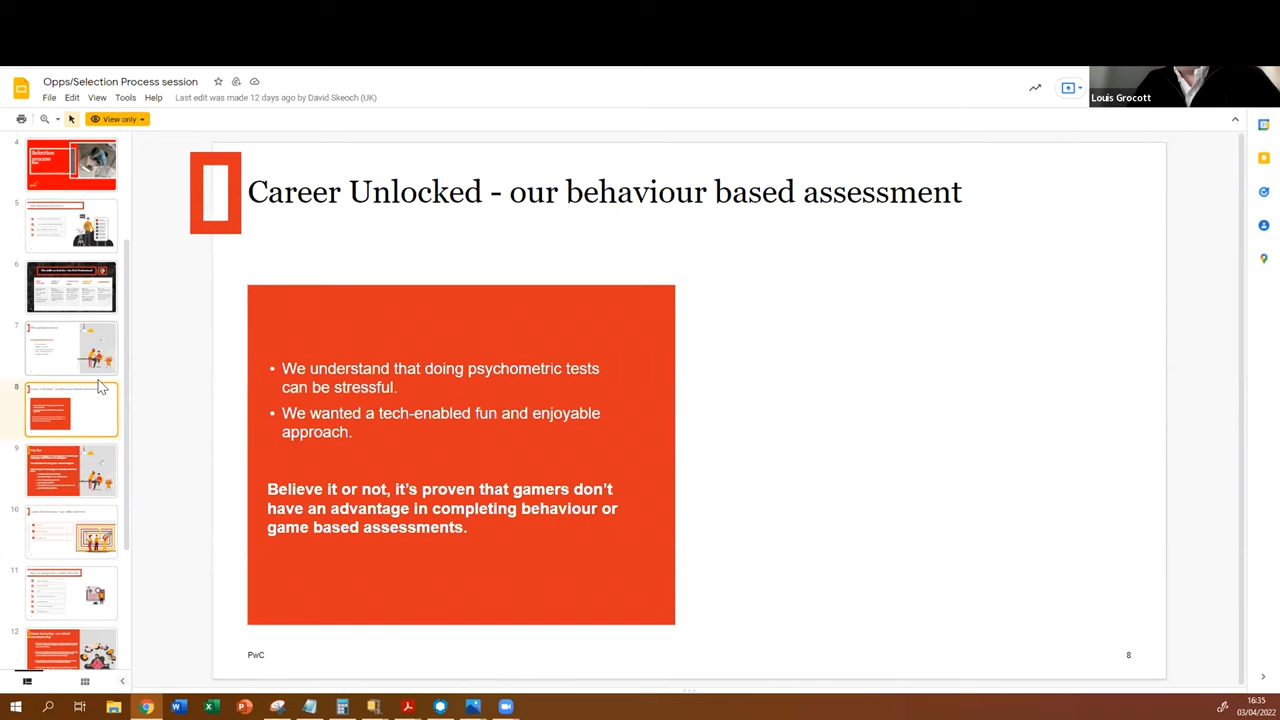 Opps/Selection Process session
File Edit View Tools Help Last edit was made 12 days ago by David Skeoch (UK)
Louis Grocott
View only
4
Selection
process
5
6
7
8
9
10
11
12
Career Unlocked - our behaviour based assessment
• We understand that doing psychometric tests
can be stressful.
• We wanted a tech-enabled fun and enjoyable
approach.
Believe it or not, it's proven that gamers don't
have an advantage in completing behaviour or
game based assessments.
PwC
8
16:35
03/04/2022